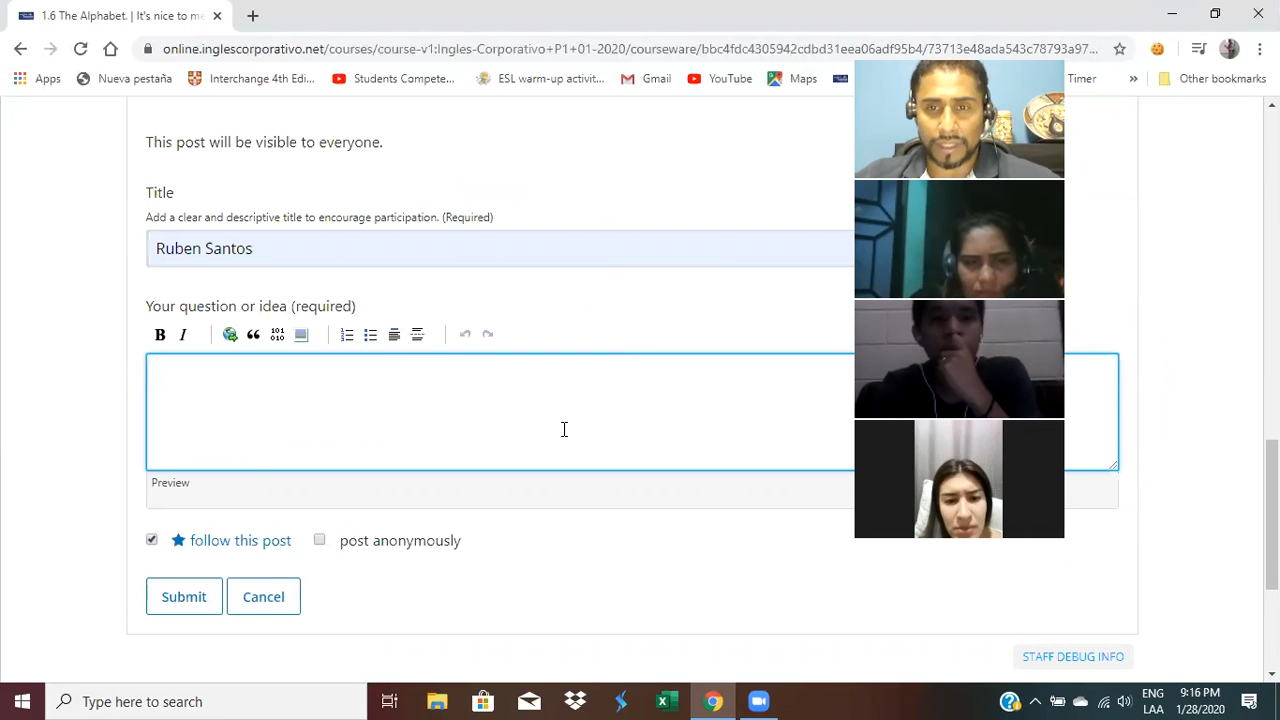 1.6 The Alphabet. | It's nice to me
online.inglescorporativo.net/courses/course-v1:Ingles-Corporativo+P1+01-2020/courseware/bbc4fdc4305942cdbd31eea06adf95b4/73713e48ada543c78793a97...
Apps Nueva pestaña Interchange 4th Edi... Students Compete... ESL warm-up activit... Gmail YouTube Maps Timer » Other bookmarks
This post will be visible to everyone.
Title
Add a clear and descriptive title to encourage participation. (Required)
Ruben Santos
Your question or idea (required)
B I
101
010
Preview
follow this post post anonymously
Submit Cancel
STAFF DEBUG INFO
Type here to search
ENG 9:16 PM
LAA 1/28/2020